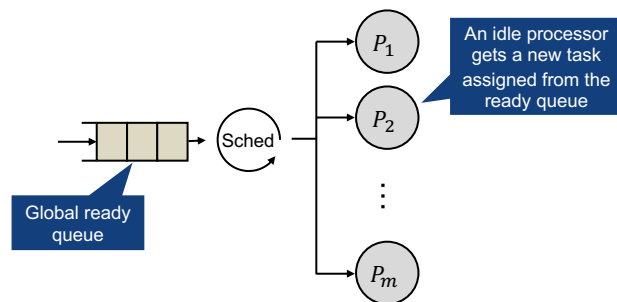 P₁
An idle processor
gets a new task
assigned from the
ready queue
P₂
Sched
Global ready
queue
⋮
Pₘ